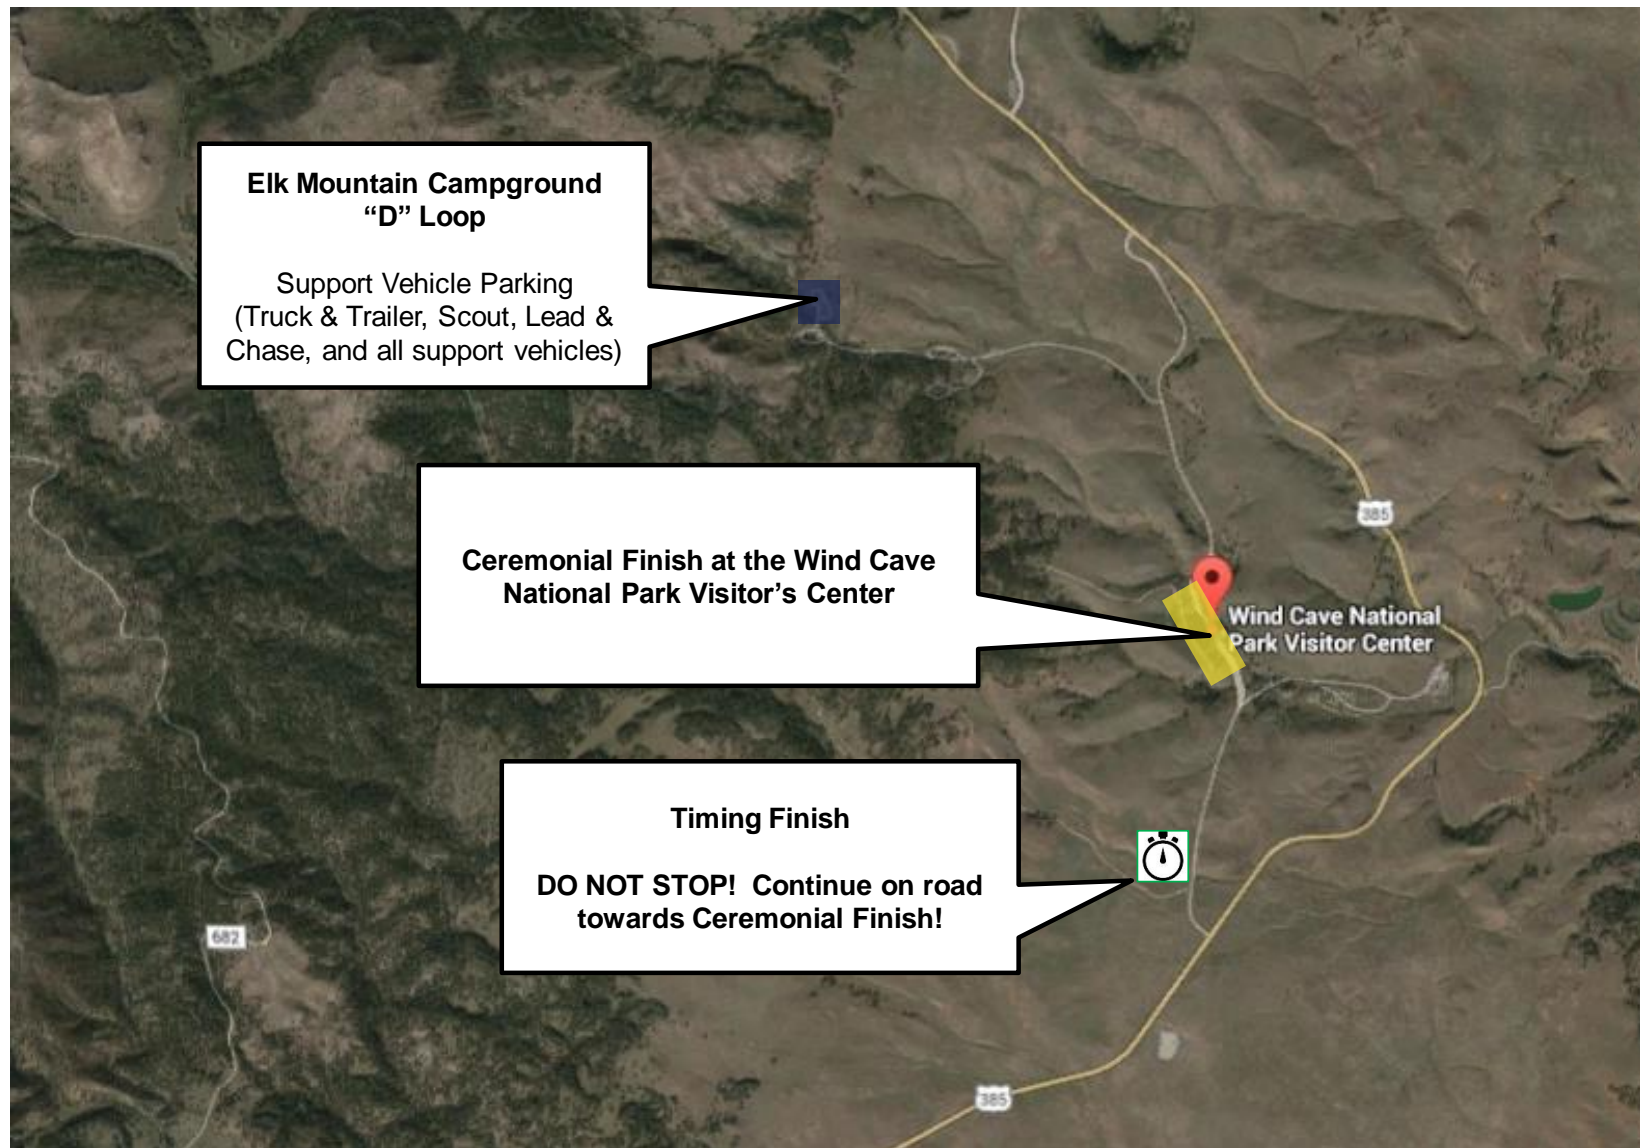 Elk Mountain Campground
“D” Loop
Support Vehicle Parking
(Truck & Trailer, Scout, Lead &
Chase, and all support vehicles)
385
Ceremonial Finish at the Wind Cave
National Park Visitor’s Center
Wind Cave National
Park Visitor Center
Timing Finish
DO NOT STOP!  Continue on road
towards Ceremonial Finish!
682
385